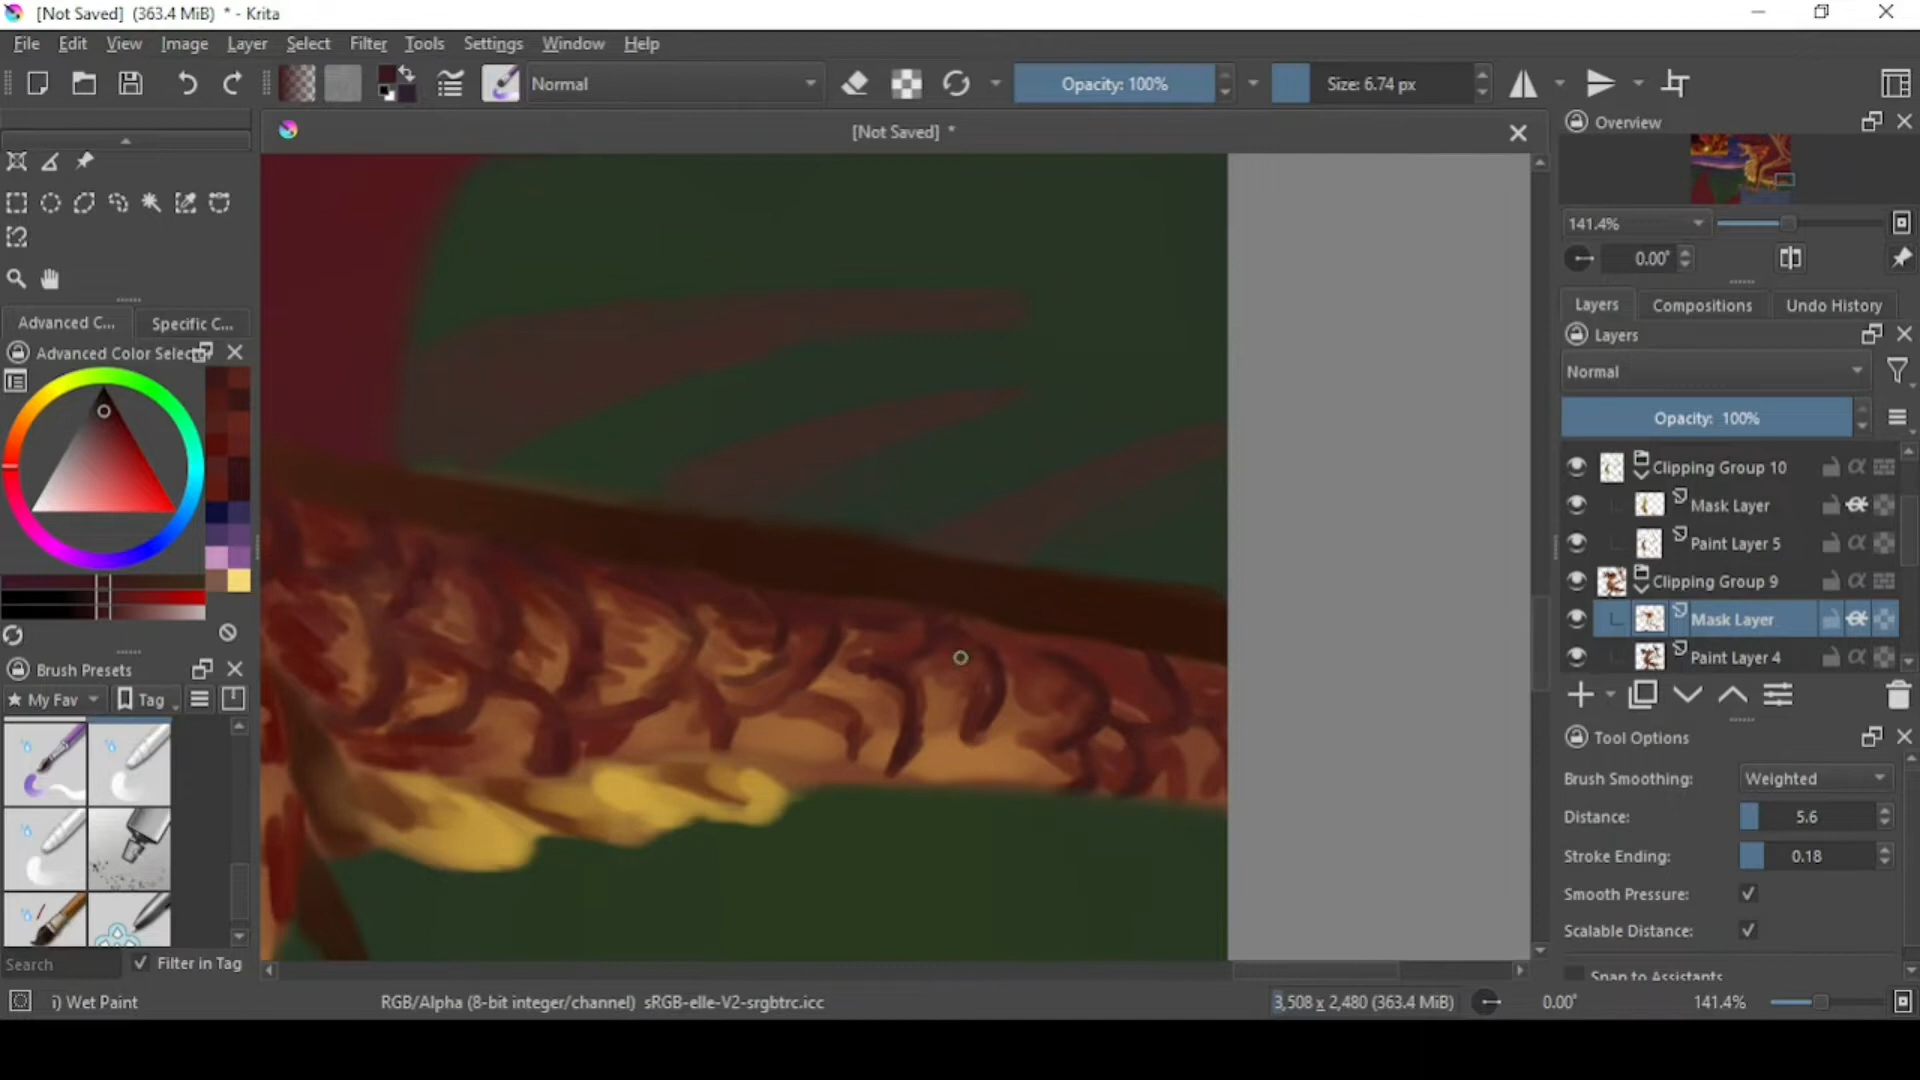 [Not Saved]  (363.4 MiB)  * - Krita
File Edit View Image Layer Select Filter Tools Settings Window Help
Normal Opacity: 100% Size: 6.74 px
[Not Saved] *
Overview
141.4%
0.00°
Layers Compositions Undo History
Layers
Normal
Opacity: 100%
Clipping Group 10
Mask Layer
Paint Layer 5
Clipping Group 9
Mask Layer
Paint Layer 4
Tool Options
Brush Smoothing: Weighted
Distance: 5.6
Stroke Ending: 0.18
Smooth Pressure:
Scalable Distance:
Snap to Assistants
Advanced C... Specific C...
Advanced Color Selec
Brush Presets
My Fav Tag
Search Filter in Tag
i) Wet Paint RGB/Alpha (8-bit integer/channel) sRGB-elle-V2-srgbtrc.icc 3,508 x 2,480 (363.4 MiB) 0.00° 141.4%